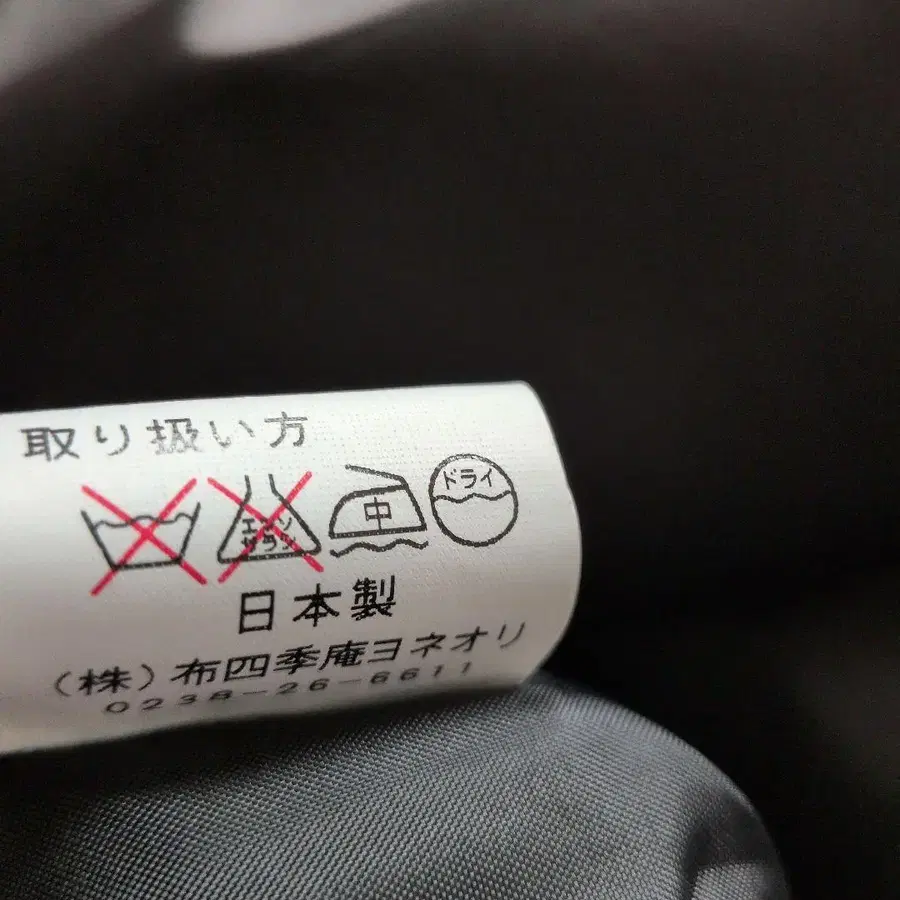 取り扱い方
エンソ サラシ 中 ドライ
日本製
(株)布四季庵ヨネオリ
0238-26-6611